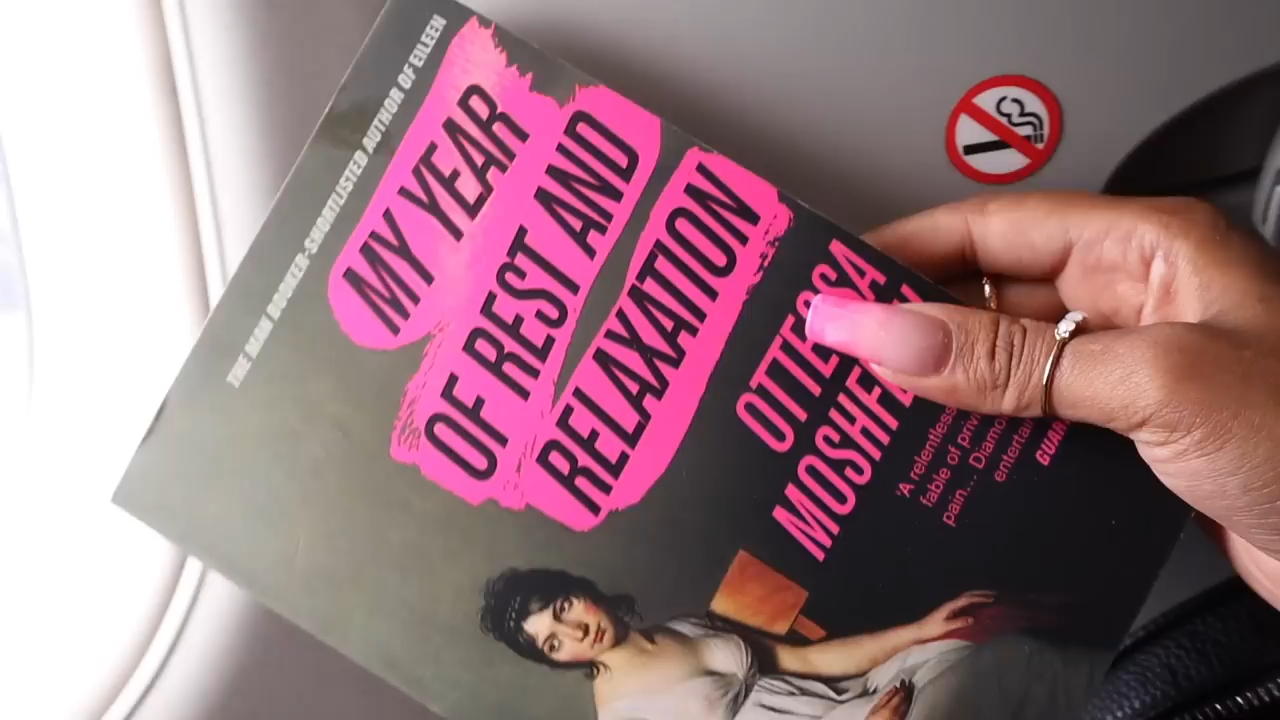 THE MAN BOOKER-SHORTLISTED AUTHOR OF EILEEN
MY YEAR
OF REST AND
RELAXATION
OTTESSA
MOSHFE
'A relentless
fable of priv
pain... Diamo
entertai
GUAR